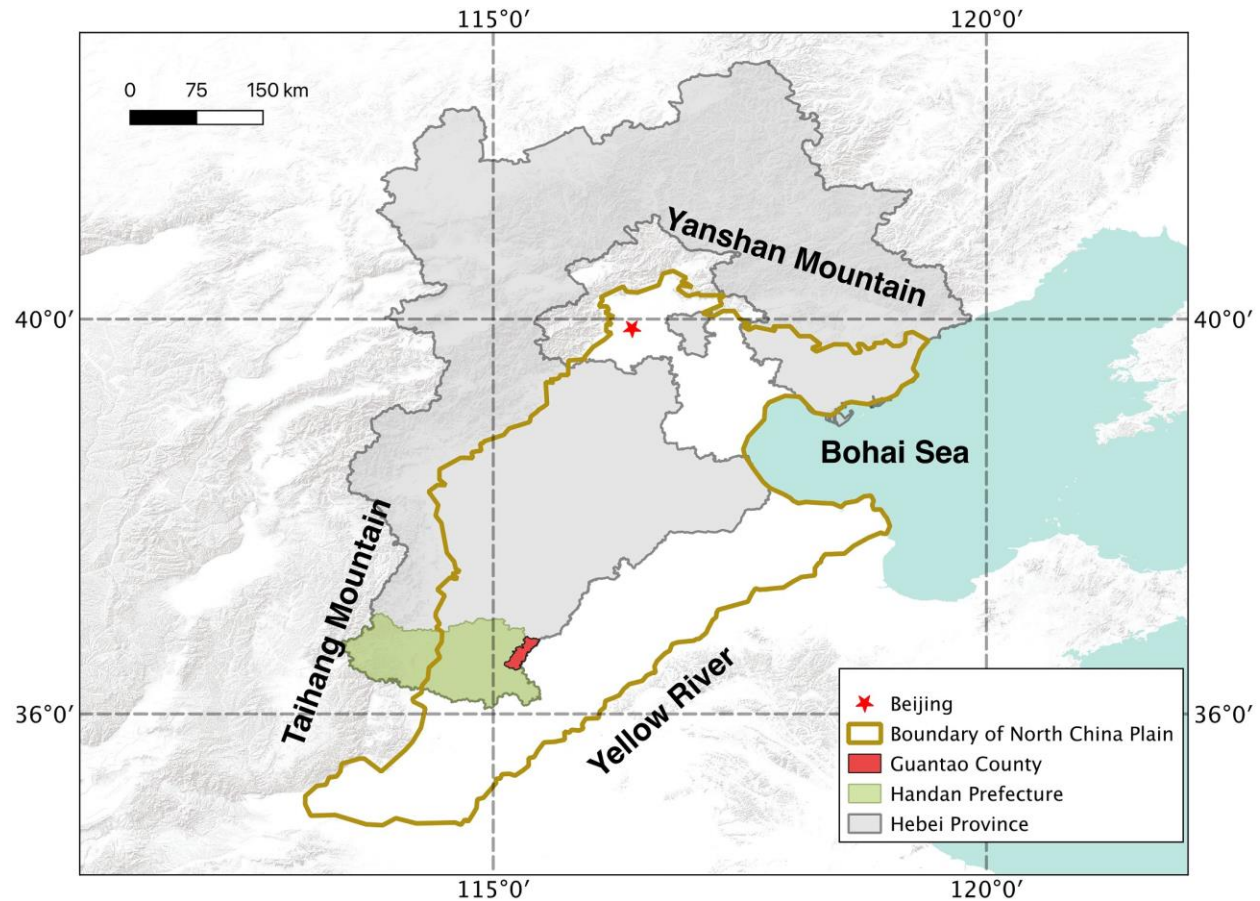 115°0′ 120°0′
0 75 150 km
Yanshan Mountain
40°0′ 40°0′
Bohai Sea
Taihang Mountain
Yellow River
36°0′ 36°0′
Beijing
Boundary of North China Plain
Guantao County
Handan Prefecture
Hebei Province
115°0′ 120°0′